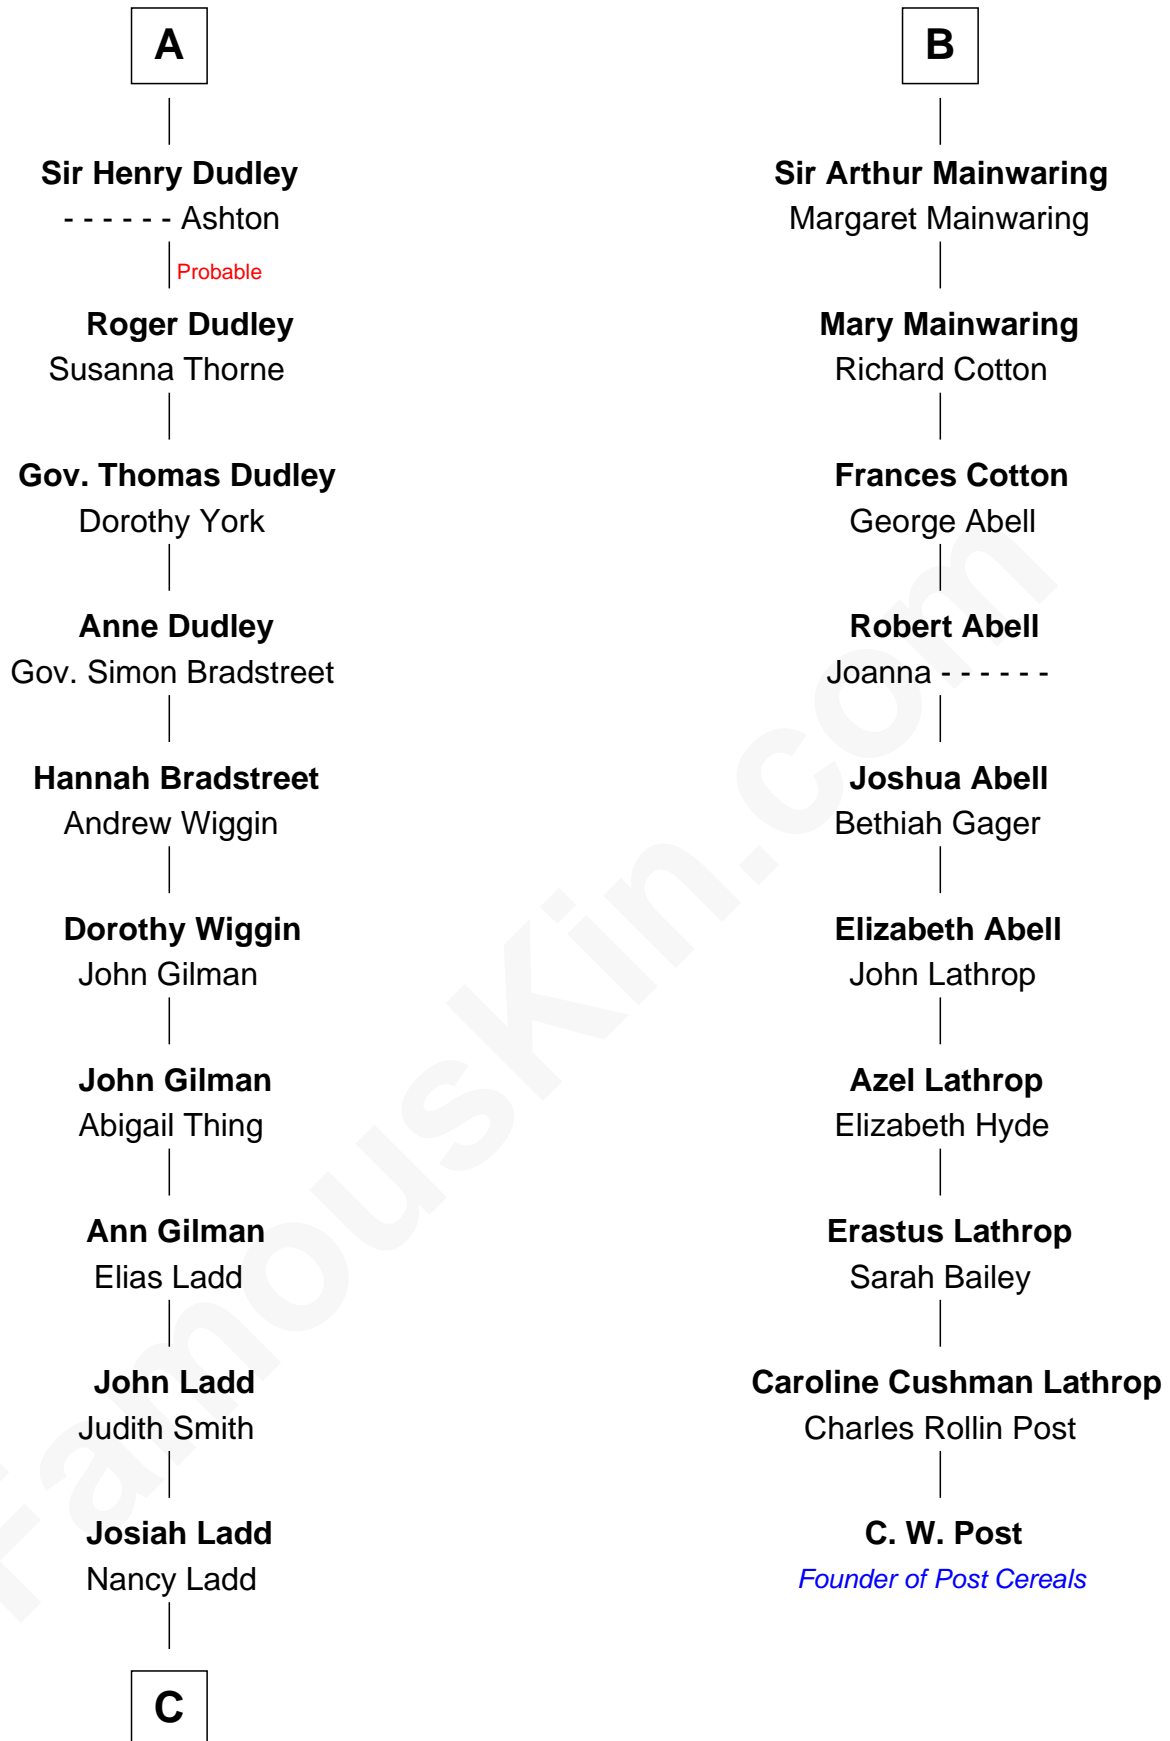 A
Sir Henry Dudley
- - - - - - Ashton
Probable
Roger Dudley
Susanna Thorne
Gov. Thomas Dudley
Dorothy York
Anne Dudley
Gov. Simon Bradstreet
Hannah Bradstreet
Andrew Wiggin
Dorothy Wiggin
John Gilman
John Gilman
Abigail Thing
Ann Gilman
Elias Ladd
John Ladd
Judith Smith
Josiah Ladd
Nancy Ladd
C
B
Sir Arthur Mainwaring
Margaret Mainwaring
Mary Mainwaring
Richard Cotton
Frances Cotton
George Abell
Robert Abell
Joanna - - - - - -
Joshua Abell
Bethiah Gager
Elizabeth Abell
John Lathrop
Azel Lathrop
Elizabeth Hyde
Erastus Lathrop
Sarah Bailey
Caroline Cushman Lathrop
Charles Rollin Post
C. W. Post
Founder of Post Cereals
FamousKin.com